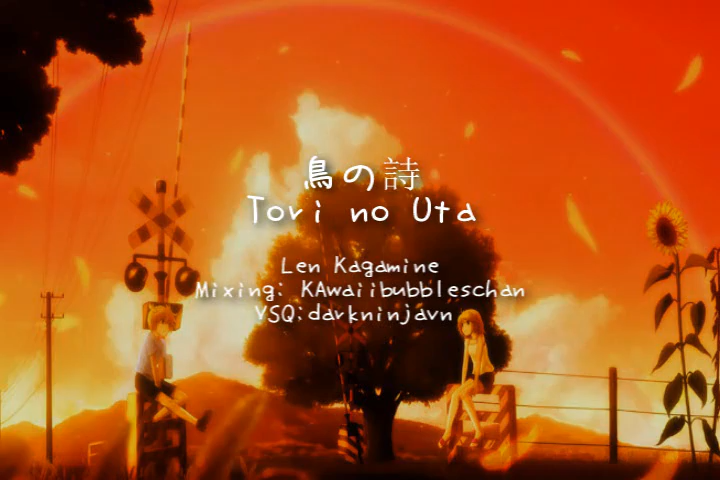 鳥の詩
Tori no Uta
Len Kagamine
Mixing: KAwaiibubbleschan
VSQ:darkninjavn